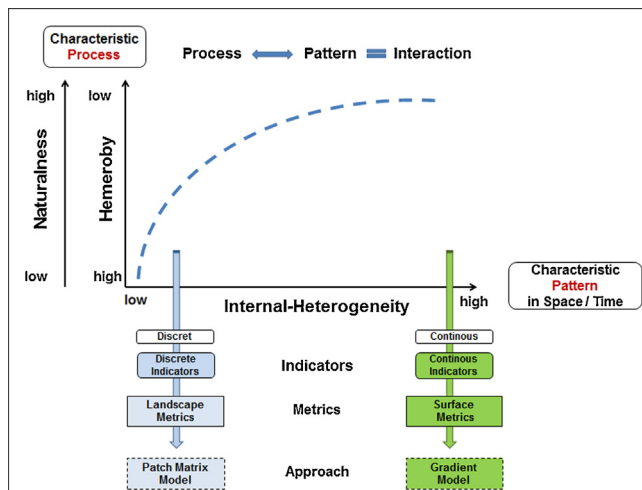 Characteristic
Process
Process Pattern Interaction
high low
Naturalness
Hemeroby
low high
low Internal-Heterogeneity high
Characteristic
Pattern
in Space / Time
Discret Continous
Discrete
Indicators
Indicators
Continous
Indicators
Landscape
Metrics
Metrics
Surface
Metrics
Patch Matrix
Model
Approach
Gradient
Model